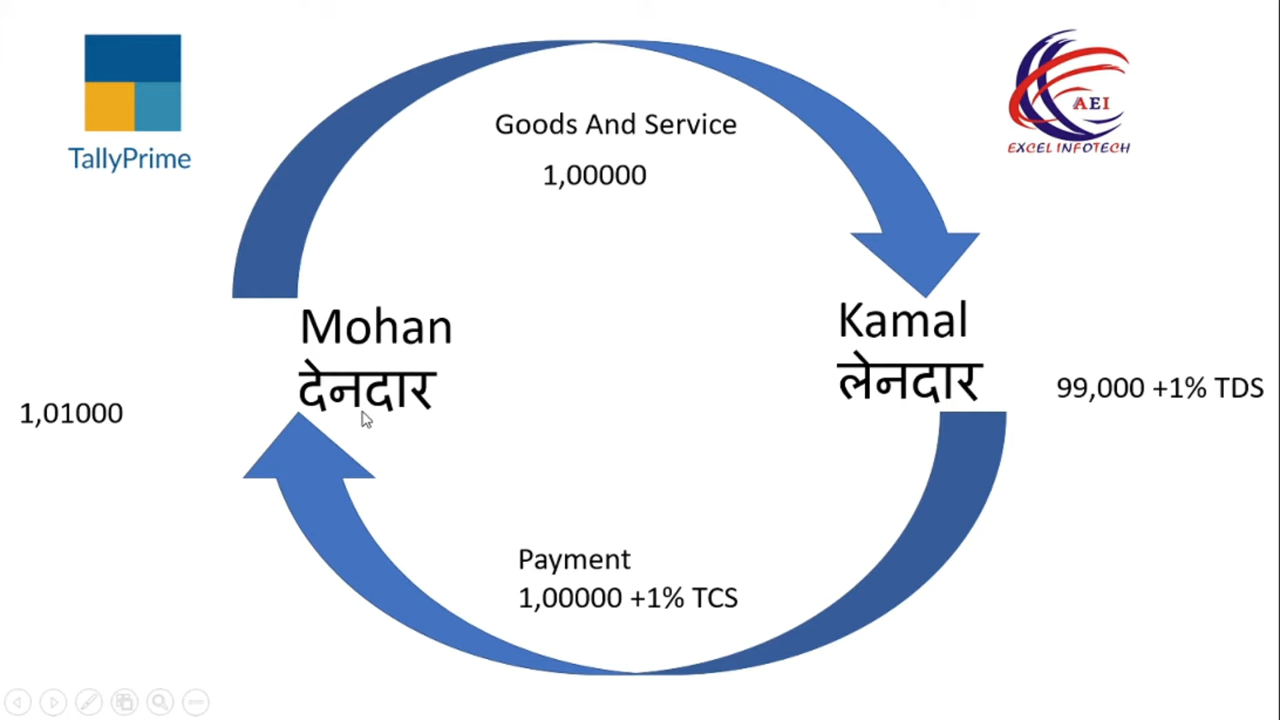 TallyPrime
AEI
EXCEL INFOTECH
Goods And Service
1,00000
Mohan
देनदार
Kamal
लेनदार
99,000 +1% TDS
1,01000
Payment
1,00000 +1% TCS